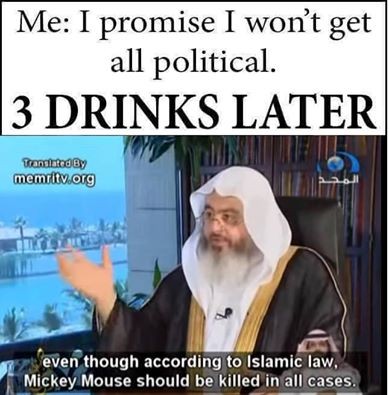 Me: I promise I won't get
all political.
3 DRINKS LATER
Translated By
memritv.org
المجد
even though according to Islamic law,
Mickey Mouse should be killed in all cases.